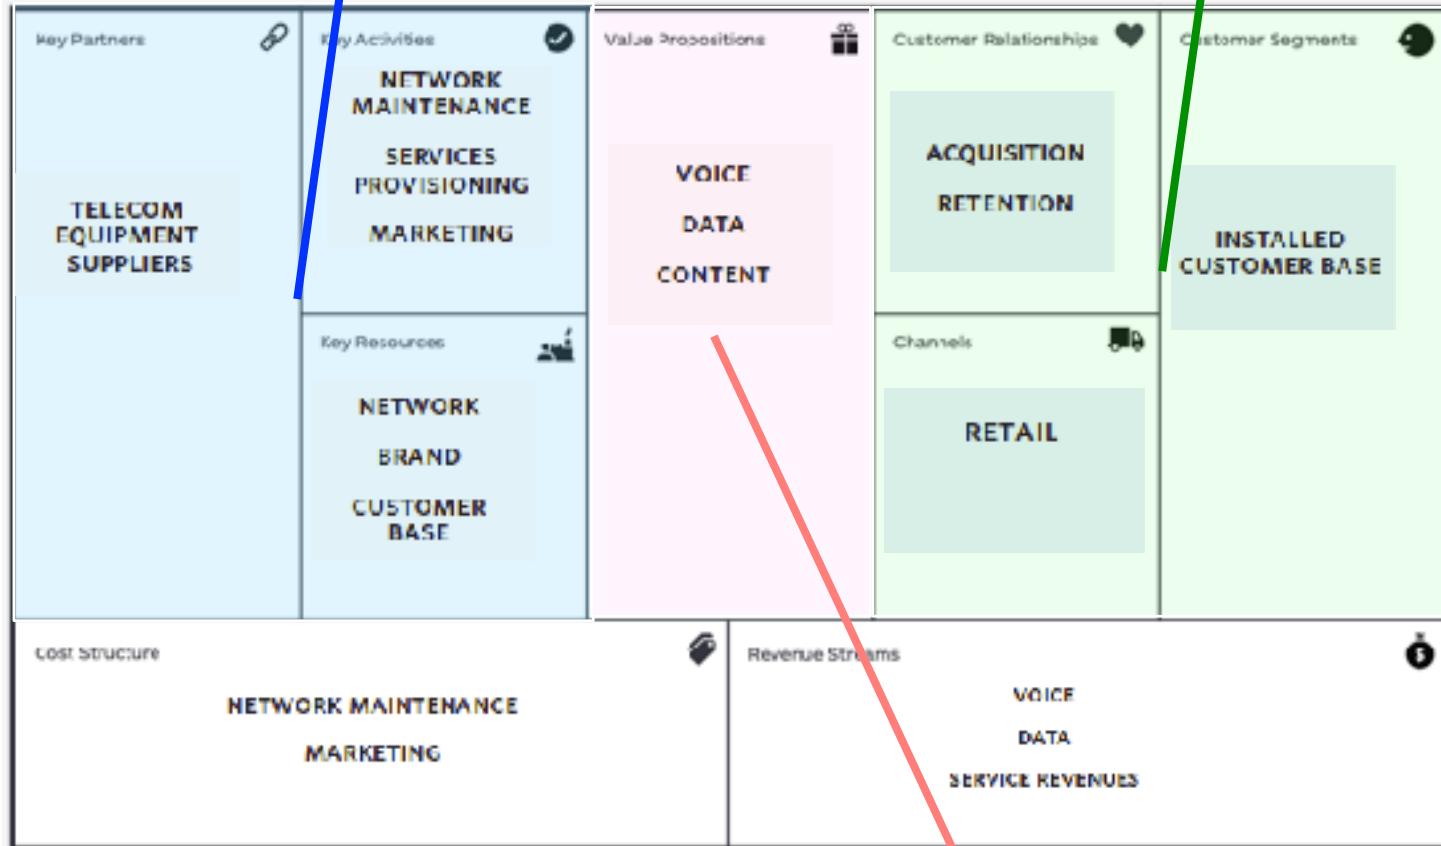 Key Partners
TELECOM
EQUIPMENT
SUPPLIERS
Key Activities
NETWORK
MAINTENANCE
SERVICES
PROVISIONING
MARKETING
Key Resources
NETWORK
BRAND
CUSTOMER
BASE
Value Propositions
VOICE
DATA
CONTENT
Customer Relationships
ACQUISITION
RETENTION
Channels
RETAIL
Customer Segments
INSTALLED
CUSTOMER BASE
Cost Structure
NETWORK MAINTENANCE
MARKETING
Revenue Streams
VOICE
DATA
SERVICE REVENUES